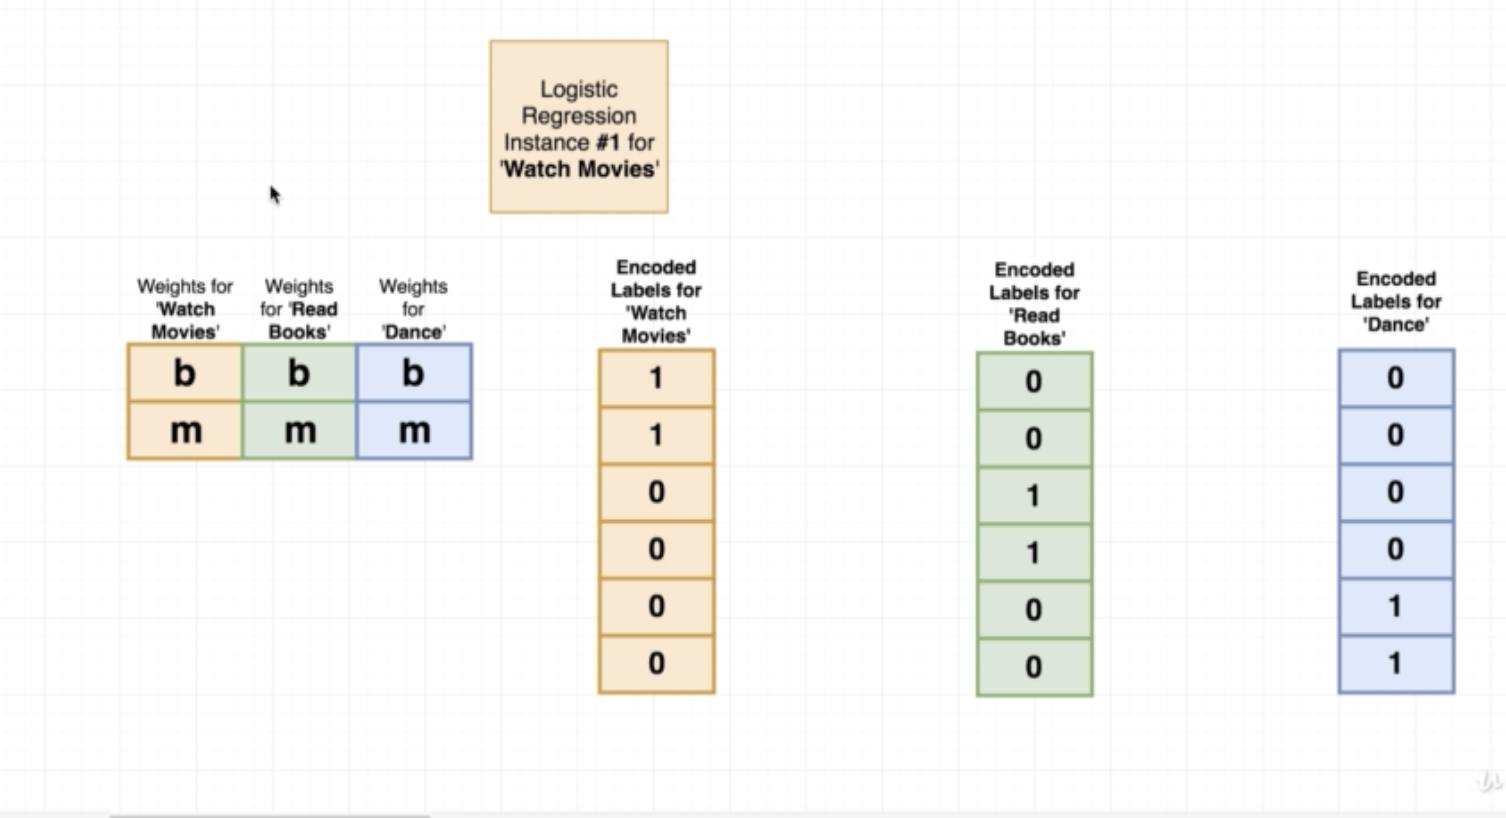 Logistic
Regression
Instance #1 for
'Watch Movies'
Weights for
'Watch
Movies'
Weights
for 'Read
Books'
Weights
for
'Dance'
b
b
b
m
m
m
Encoded
Labels for
'Watch
Movies'
1
1
0
0
0
0
Encoded
Labels for
'Read
Books'
0
0
1
1
0
0
Encoded
Labels for
'Dance'
0
0
0
0
1
1